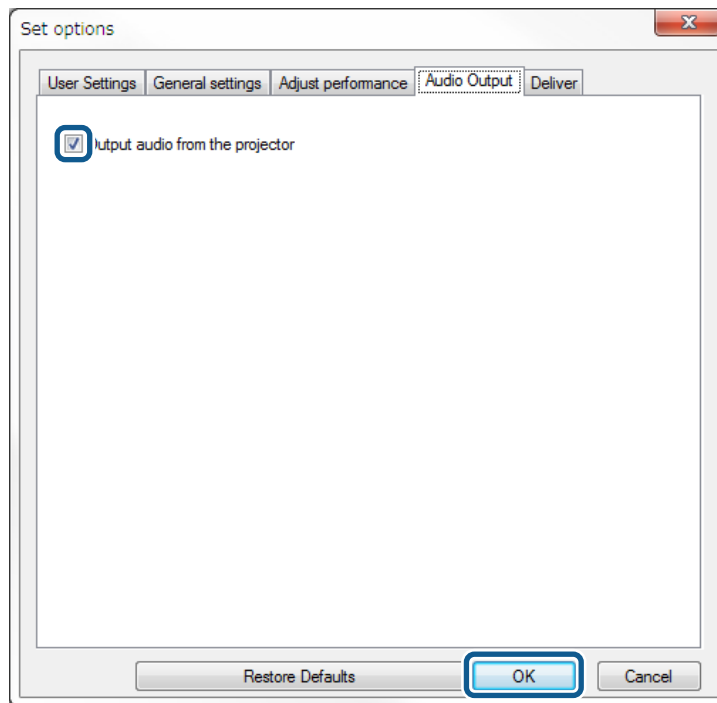 Set options
User Settings General settings Adjust performance Audio Output Deliver
utput audio from the projector
Restore Defaults OK Cancel